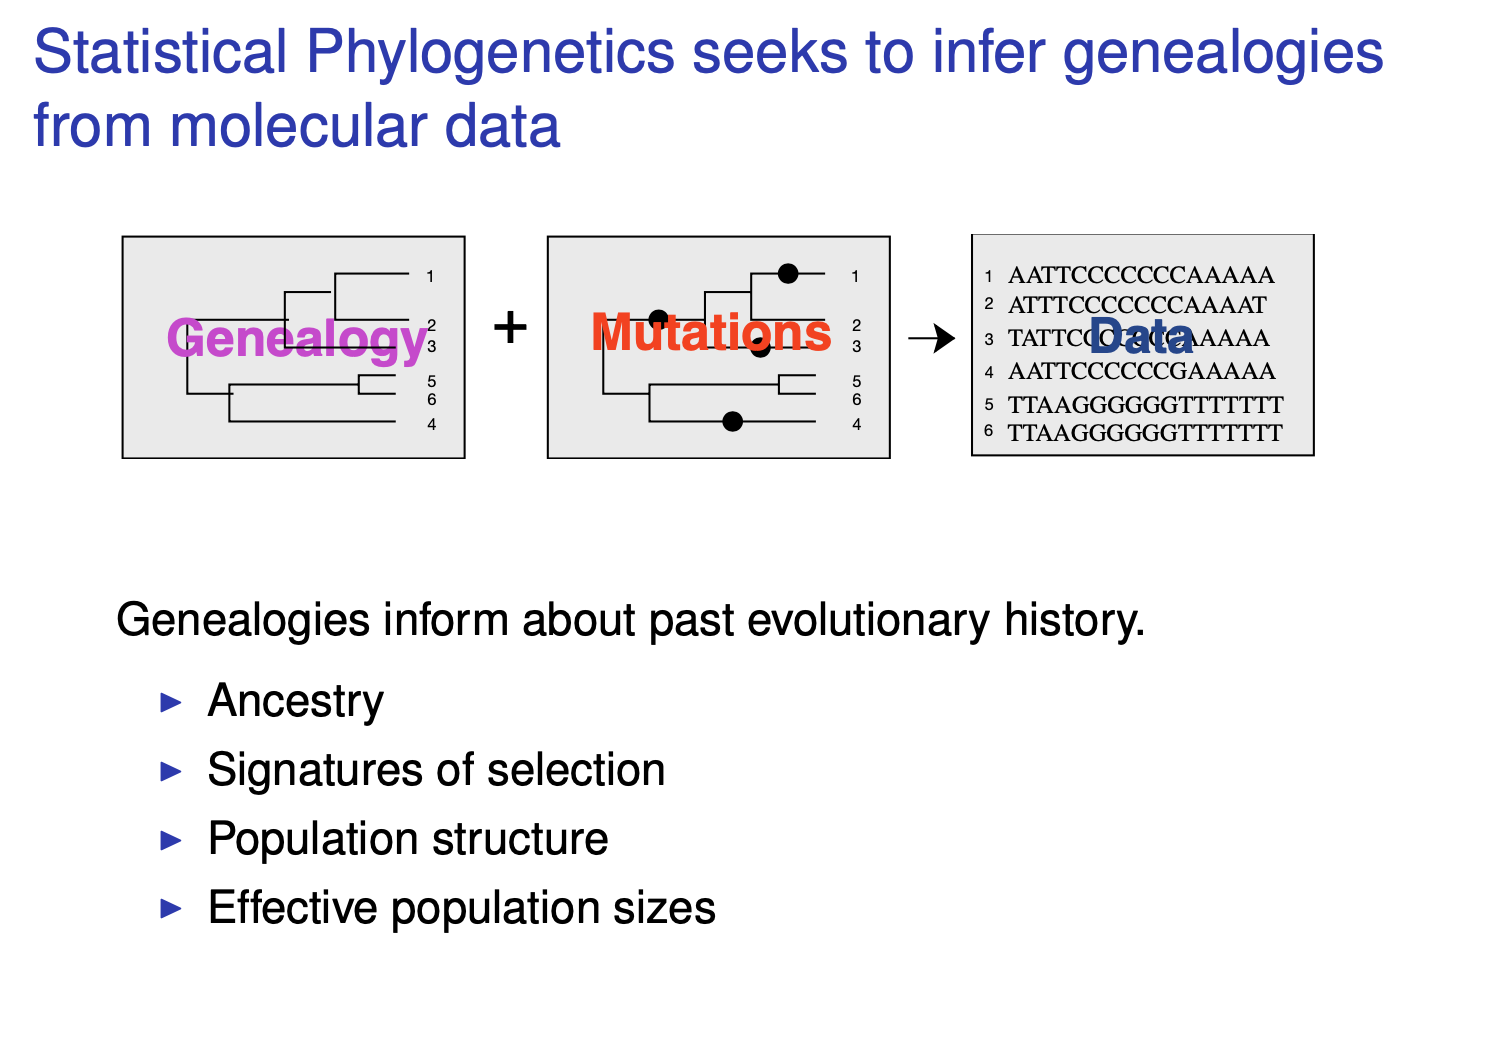 Statistical Phylogenetics seeks to infer genealogies
from molecular data
Genealogy
1
2
3
5
6
4
+
Mutations
1
2
3
5
6
4
Data
1 AATTCCCCCCCAAAAA
2 ATTTCCCCCCCAAAAT
3
4 AATTCCCCCCGAAAAA
5 TTAAGGGGGGTTTTTTT
6 TTAAGGGGGGTTTTTTT
Genealogies inform about past evolutionary history.
Ancestry
Signatures of selection
Population structure
Effective population sizes